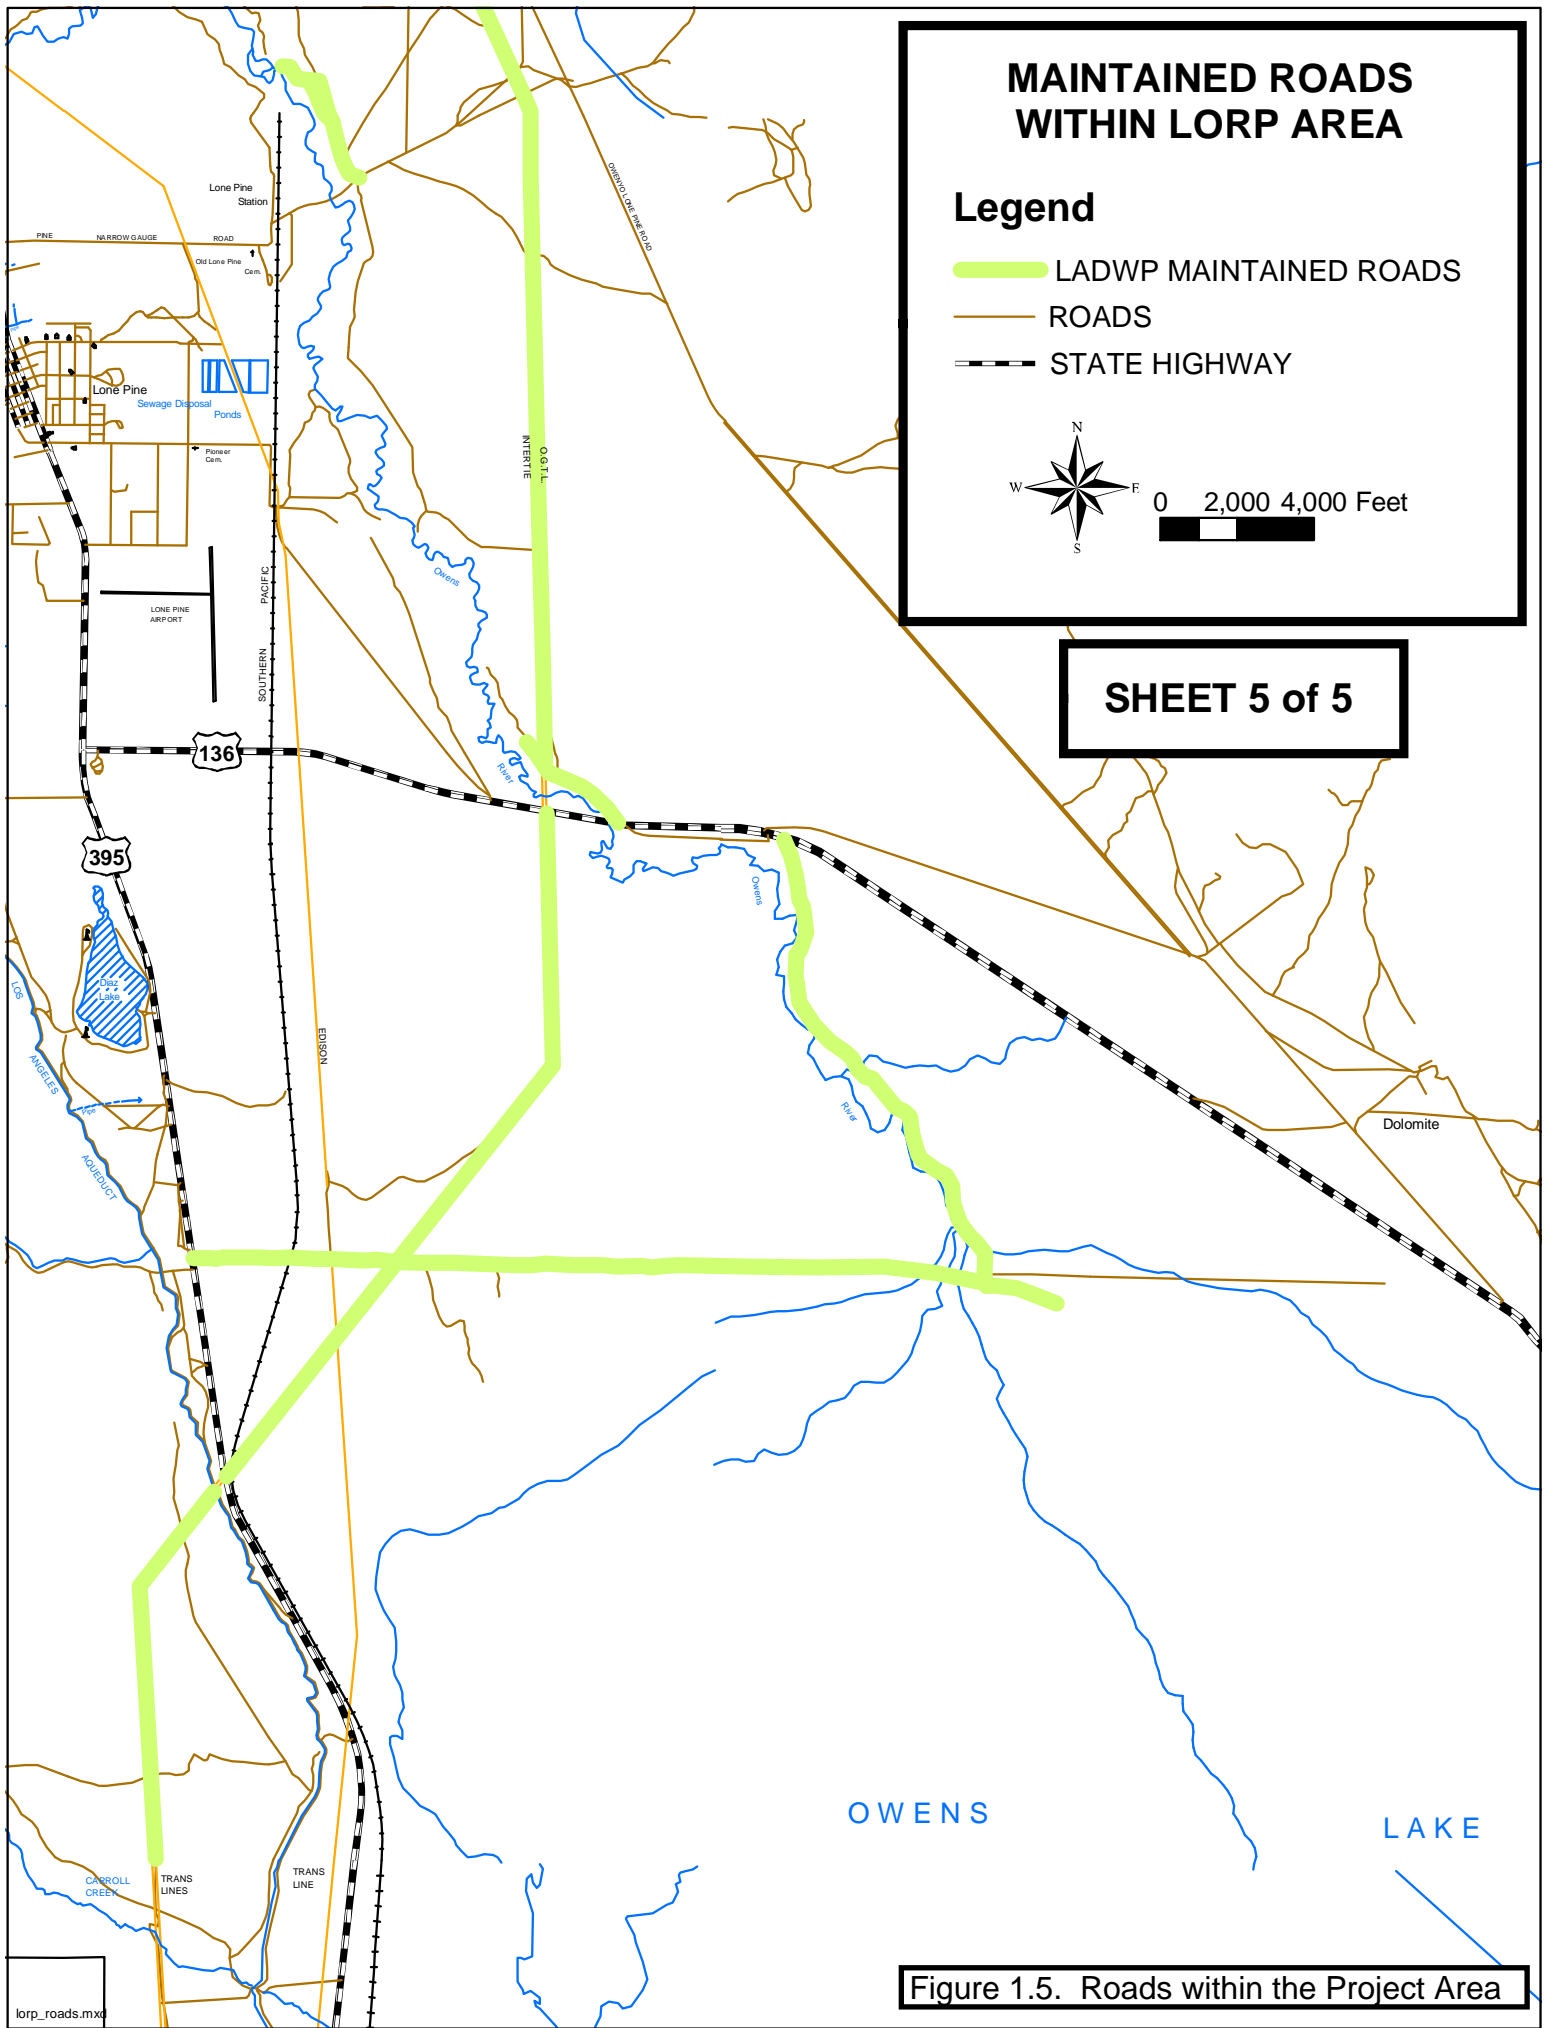 MAINTAINED ROADS
WITHIN LORP AREA
Legend
LADWP MAINTAINED ROADS
ROADS
STATE HIGHWAY
N
W
E
S
0 2,000 4,000 Feet
SHEET 5 of 5
Lone Pine
Station
PINE NARROW GAUGE ROAD
Old Lone Pine
Cem.
OWENYO LONE PINE ROAD
Lone Pine
Sewage Disposal
Ponds
Pioneer
Cem.
O.G.T.L.
INTERTIE
Owens
SOUTHERN PACIFIC
LONE PINE
AIRPORT
136
River
395
Owens
Diaz
Lake
LOS
ANGELES
AQUEDUCT
EDISON
Pipe
River
Dolomite
OWENS
LAKE
CARROLL
CREEK
TRANS
LINES
TRANS
LINE
Figure 1.5. Roads within the Project Area
lorp_roads.mxd